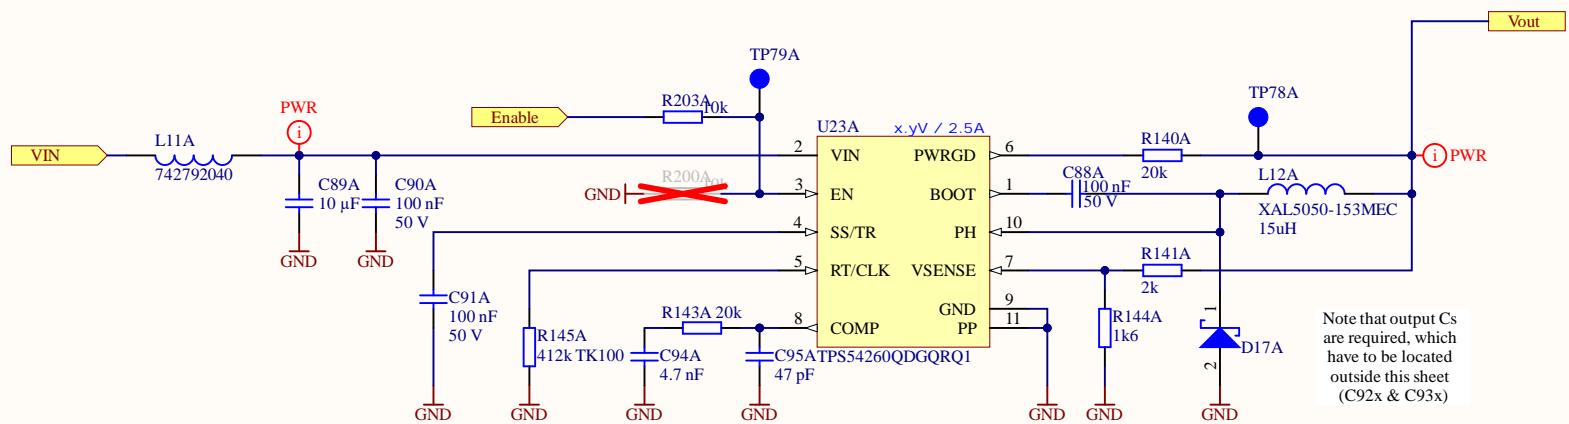 Vout
TP79A
TP78A
PWR
R203A
10k
Enable
U23A
x.yV / 2.5A
L11A
R140A
VIN
2
VIN
PWRGD
6
20k
PWR
742792040
C89A
10 µF
C90A
100 nF
50 V
GND
R200A
10k
3
EN
BOOT
1
C88A
100 nF
50 V
L12A
XAL5050-153MEC
15uH
4
SS/TR
PH
10
GND
GND
5
RT/CLK
VSENSE
7
R141A
2k
C91A
100 nF
50 V
R145A
412k TK100
R143A 20k
8
COMP
GND
9
PP
11
R144A
1k6
1
2
D17A
C94A
4.7 nF
C95A
47 pF
TPS54260QDGQRQ1
Note that output Cs
are required, which
have to be located
outside this sheet
(C92x & C93x)
GND
GND
GND
GND
GND
GND
GND